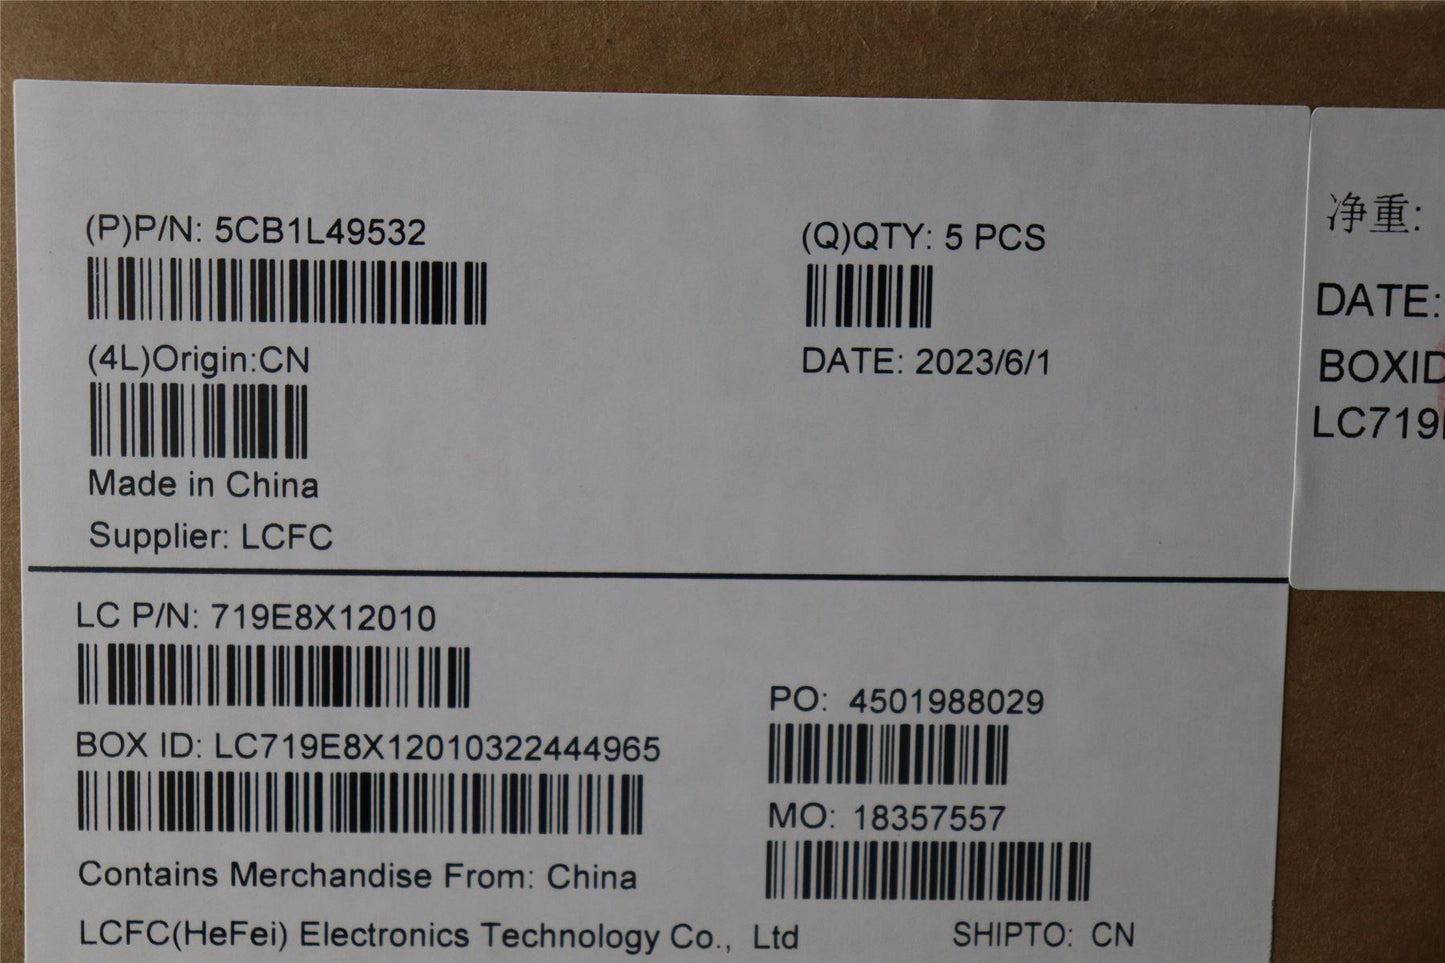 (P)P/N: 5CB1L49532
(Q)QTY: 5 PCS
(4L)Origin:CN
DATE: 2023/6/1
Made in China
Supplier: LCFC
LC P/N: 719E8X12010
PO: 4501988029
BOX ID: LC719E8X12010322444965
MO: 18357557
Contains Merchandise From: China
LCFC(HeFei) Electronics Technology Co., Ltd
SHIPTO: CN
净重:
DATE:
BOXID
LC719